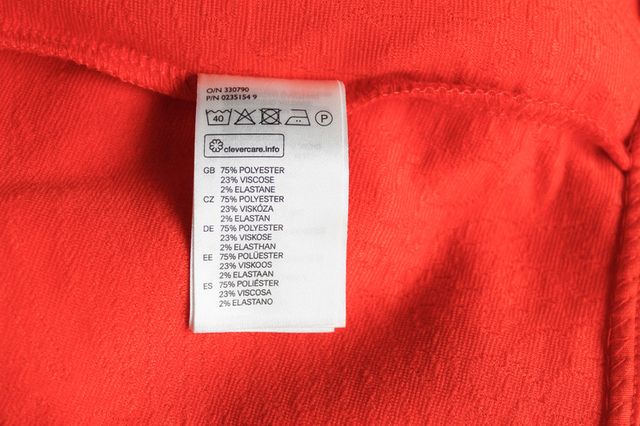 O/N 330790
P/N 0235154 9
40 P
clevercare.info
GB 75% POLYESTER
23% VISCOSE
2% ELASTANE
CZ 75% POLYESTER
23% VISKÓZA
2% ELASTAN
DE 75% POLYESTER
23% VISKOSE
2% ELASTHAN
EE 75% POLÜESTER
23% VISKOOS
2% ELASTAAN
ES 75% POLIÉSTER
23% VISCOSA
2% ELASTANO